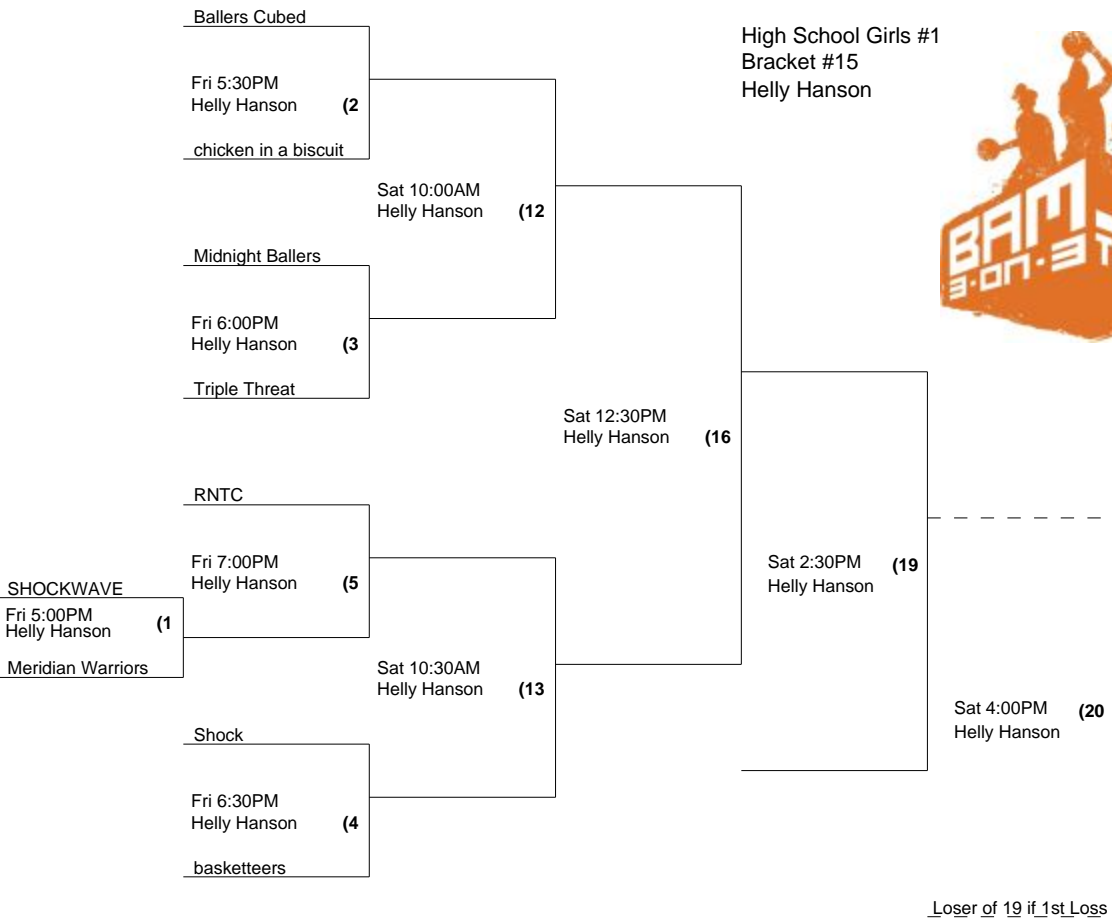 Ballers Cubed
High School Girls #1
Bracket #15
Helly Hanson
Fri 5:30PM
Helly Hanson (2
chicken in a biscuit
Sat 10:00AM
Helly Hanson (12
Midnight Ballers
Fri 6:00PM
Helly Hanson (3
Triple Threat
Sat 12:30PM
Helly Hanson (16
RNTC
Fri 7:00PM
Helly Hanson (5
SHOCKWAVE
Fri 5:00PM
Helly Hanson (1
Meridian Warriors
Sat 10:30AM
Helly Hanson (13
Sat 2:30PM (19
Helly Hanson
Shock
Fri 6:30PM
Helly Hanson (4
basketteers
Sat 4:00PM (20
Helly Hanson
Loser of 19 if 1st Loss
BAM
3-on-3 T